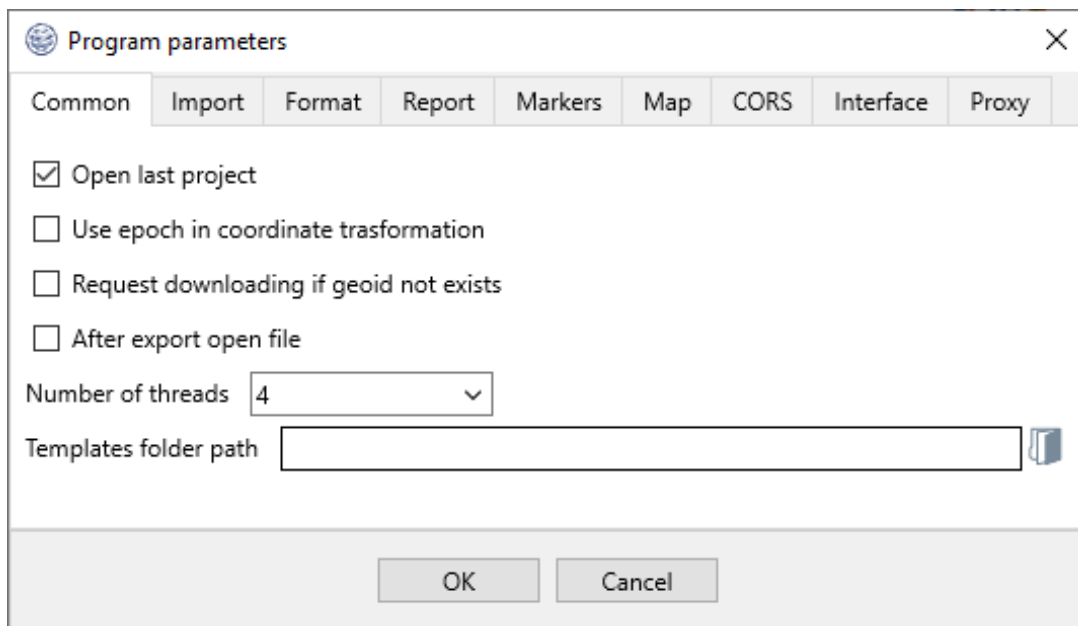 Program parameters
Common Import Format Report Markers Map CORS Interface Proxy
Open last project
Use epoch in coordinate trasformation
Request downloading if geoid not exists
After export open file
Number of threads 4
Templates folder path
OK Cancel